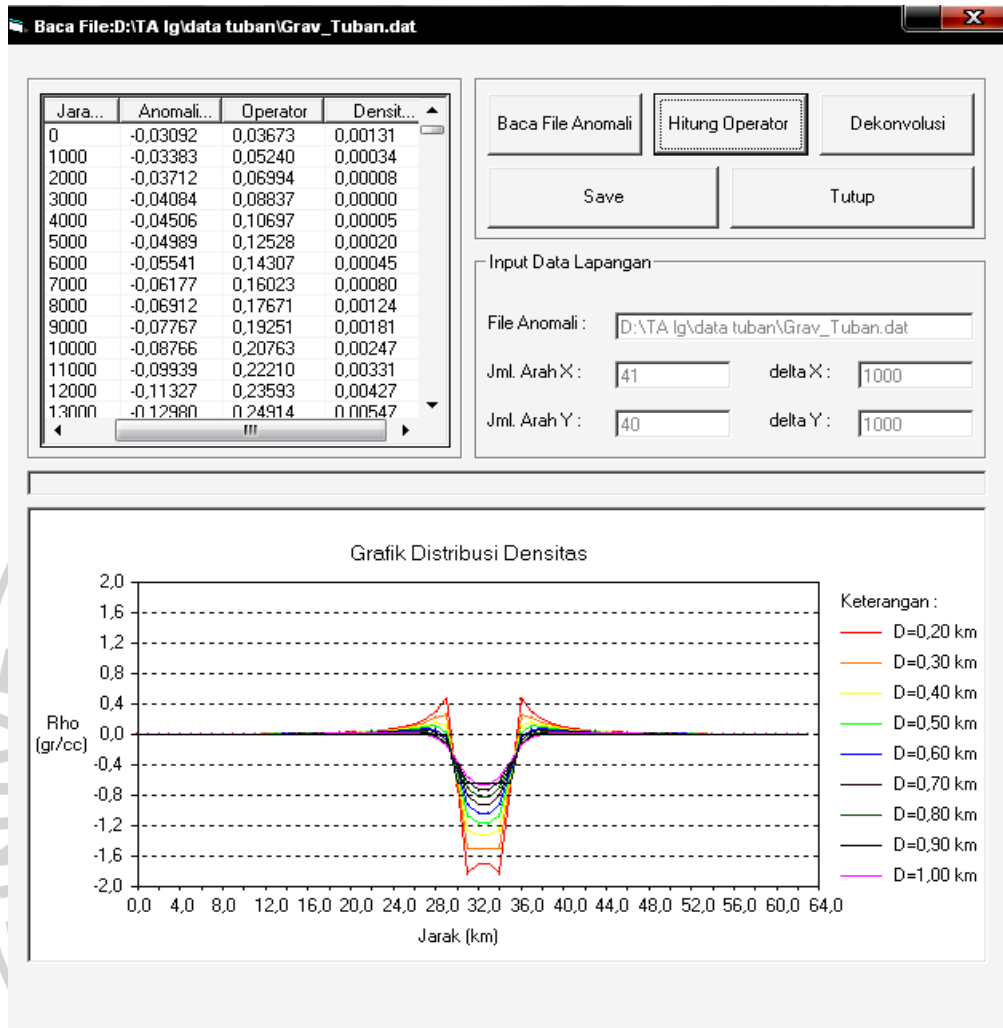 Baca File:D:\TA lg\data tuban\Grav_Tuban.dat
Jara... Anomali... Operator Densit...
0 -0,03092 0,03673 0,00131
1000 -0,03383 0,05240 0,00034
2000 -0,03712 0,06994 0,00008
3000 -0,04084 0,08837 0,00000
4000 -0,04506 0,10697 0,00005
5000 -0,04989 0,12528 0,00020
6000 -0,05541 0,14307 0,00045
7000 -0,06177 0,16023 0,00080
8000 -0,06912 0,17671 0,00124
9000 -0,07767 0,19251 0,00181
10000 -0,08766 0,20763 0,00247
11000 -0,09939 0,22210 0,00331
12000 -0,11327 0,23593 0,00427
13000 -0,12980 0,24914 0,00547
Baca File Anomali Hitung Operator Dekonvolusi
Save Tutup
Input Data Lapangan
File Anomali : D:\TA lg\data tuban\Grav_Tuban.dat
Jml. Arah X : 41 delta X : 1000
Jml. Arah Y : 40 delta Y : 1000
Grafik Distribusi Densitas
2,0
1,6
1,2
0,8
0,4
0,0
-0,4
-0,8
-1,2
-1,6
-2,0
Rho
(gr/cc)
0,0 4,0 8,0 12,0 16,0 20,0 24,0 28,0 32,0 36,0 40,0 44,0 48,0 52,0 56,0 60,0 64,0
Jarak (km)
Keterangan :
D=0,20 km
D=0,30 km
D=0,40 km
D=0,50 km
D=0,60 km
D=0,70 km
D=0,80 km
D=0,90 km
D=1,00 km